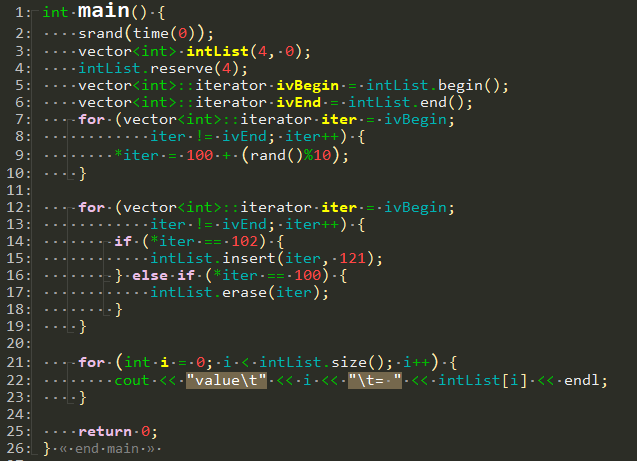 1: int main() {
2:     srand(time(0));
3:     vector<int> intList(4, 0);
4:     intList.reserve(4);
5:     vector<int>::iterator ivBegin = intList.begin();
6:     vector<int>::iterator ivEnd = intList.end();
7:     for (vector<int>::iterator iter = ivBegin;
8:             iter != ivEnd; iter++) {
9:         *iter = 100 + (rand()%10);
10:     }
11:
12:     for (vector<int>::iterator iter = ivBegin;
13:             iter != ivEnd; iter++) {
14:         if (*iter == 102) {
15:             intList.insert(iter, 121);
16:         } else if (*iter == 100) {
17:             intList.erase(iter);
18:         }
19:     }
20:
21:     for (int i = 0; i < intList.size(); i++) {
22:         cout << "value\t" << i << "\t= " << intList[i] << endl;
23:     }
24:
25:     return 0;
26: } « end main »